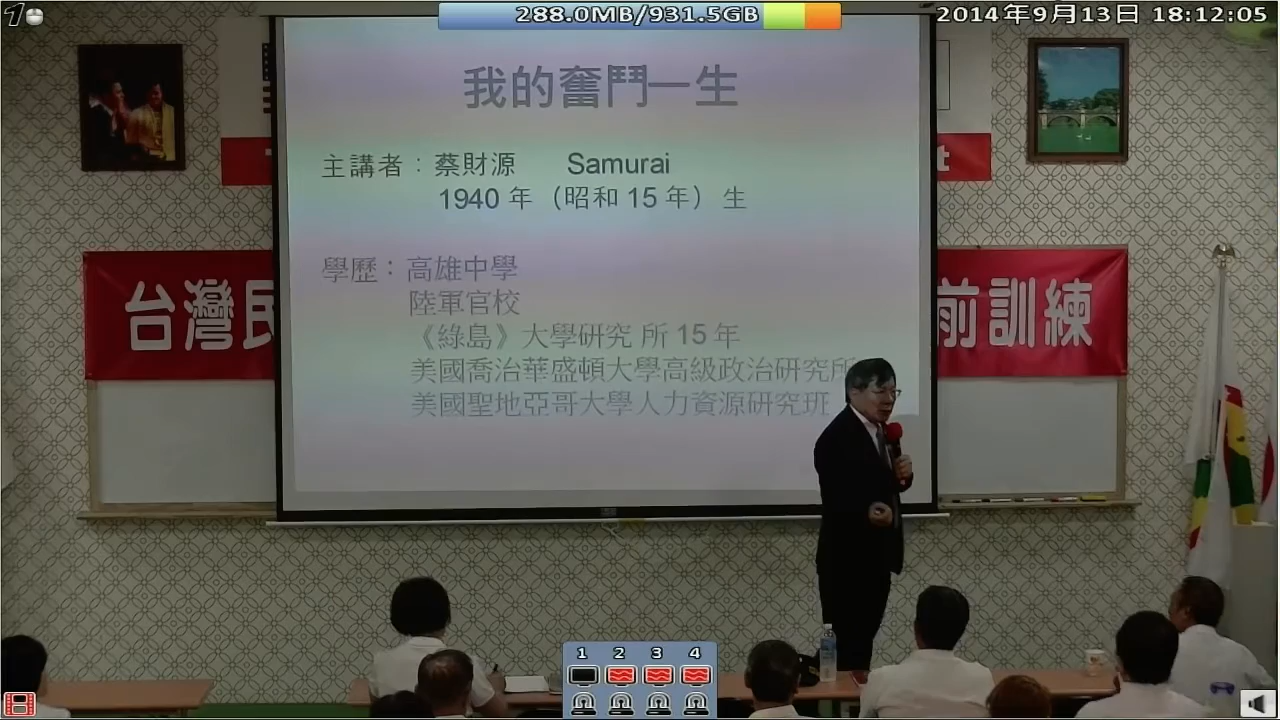 288.0MB/931.5GB
2014年9月13日 18:12:05
我的奮鬥一生
主講者：蔡財源 Samurai
1940 年 （昭和 15 年） 生
學歷：高雄中學
陸軍官校
《綠島》大學研究 所 15 年
美國喬治華盛頓大學高級政治研究所
美國聖地亞哥大學人力資源研究班
t
台灣民
前訓練
1 2 3 4
1